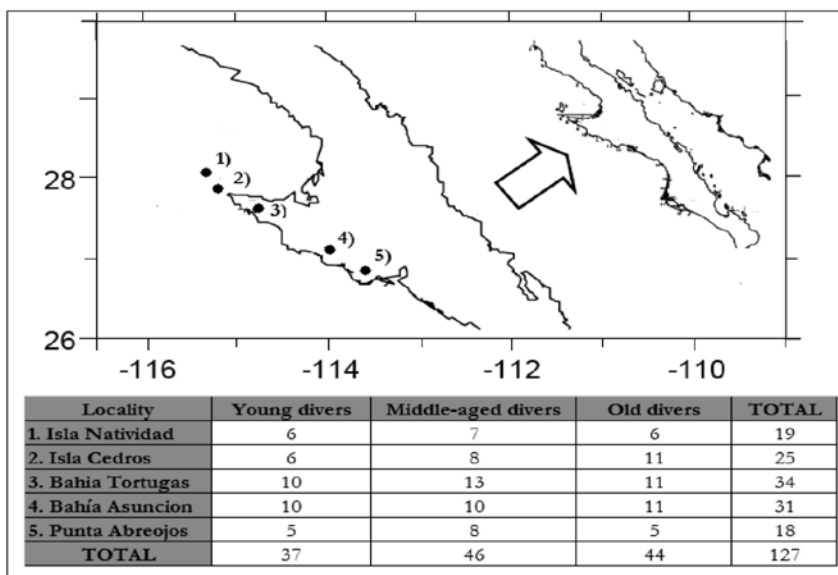 1)
28
2)
3)
4)
5)
26
-116 -114 -112 -110
Locality Young divers Middle-aged divers Old divers TOTAL
1. Isla Natividad 6 7 6 19
2. Isla Cedros 6 8 11 25
3. Bahia Tortugas 10 13 11 34
4. Bahía Asuncion 10 10 11 31
5. Punta Abreojos 5 8 5 18
TOTAL 37 46 44 127